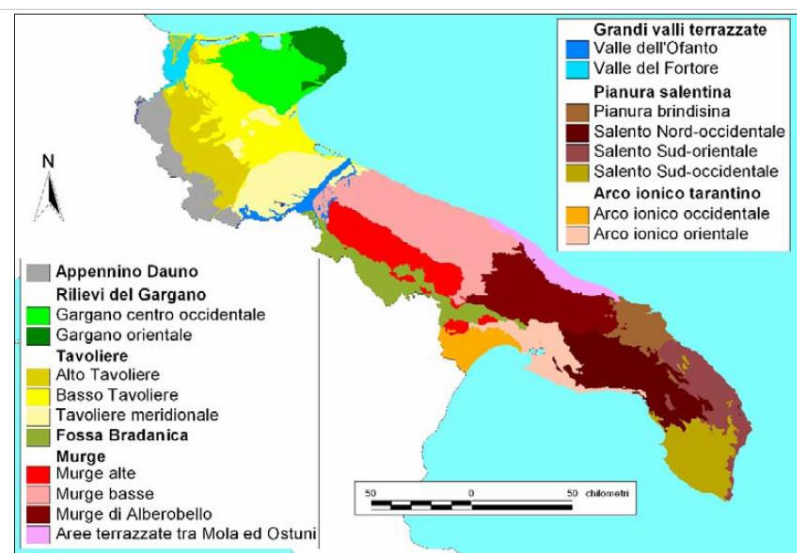 Grandi valli terrazzate
Valle dell'Ofanto
Valle del Fortore
Pianura salentina
Pianura brindisina
Salento Nord-occidentale
Salento Sud-orientale
Salento Sud-occidentale
Arco ionico tarantino
Arco ionico occidentale
Arco ionico orientale
N
Appennino Dauno
Rilievi del Gargano
Gargano centro occidentale
Gargano orientale
Tavoliere
Alto Tavoliere
Basso Tavoliere
Tavoliere meridionale
Fossa Bradanica
Murge
Murge alte
Murge basse
Murge di Alberobello
Aree terrazzate tra Mola ed Ostuni
50 0 50 chilometri